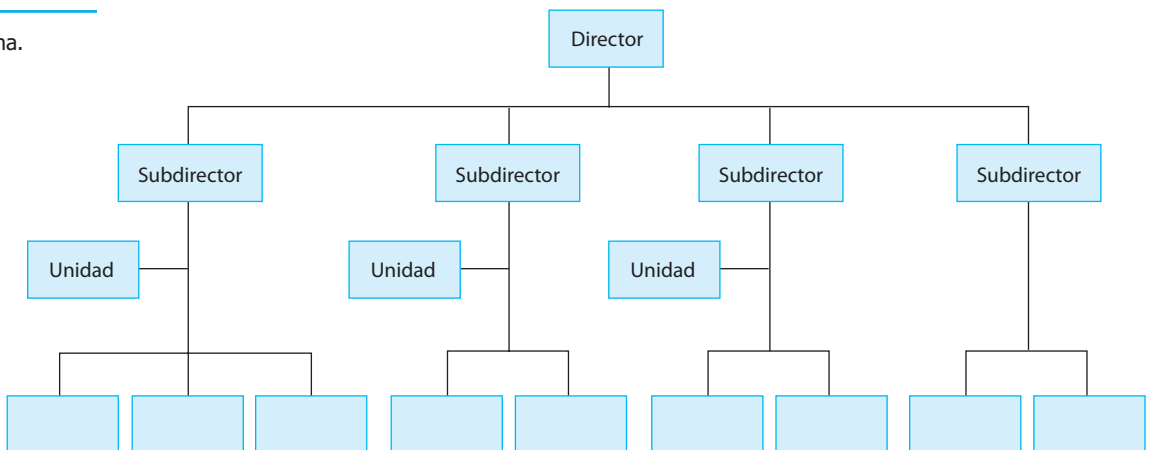 na.
Director
Subdirector
Subdirector
Subdirector
Subdirector
Unidad
Unidad
Unidad